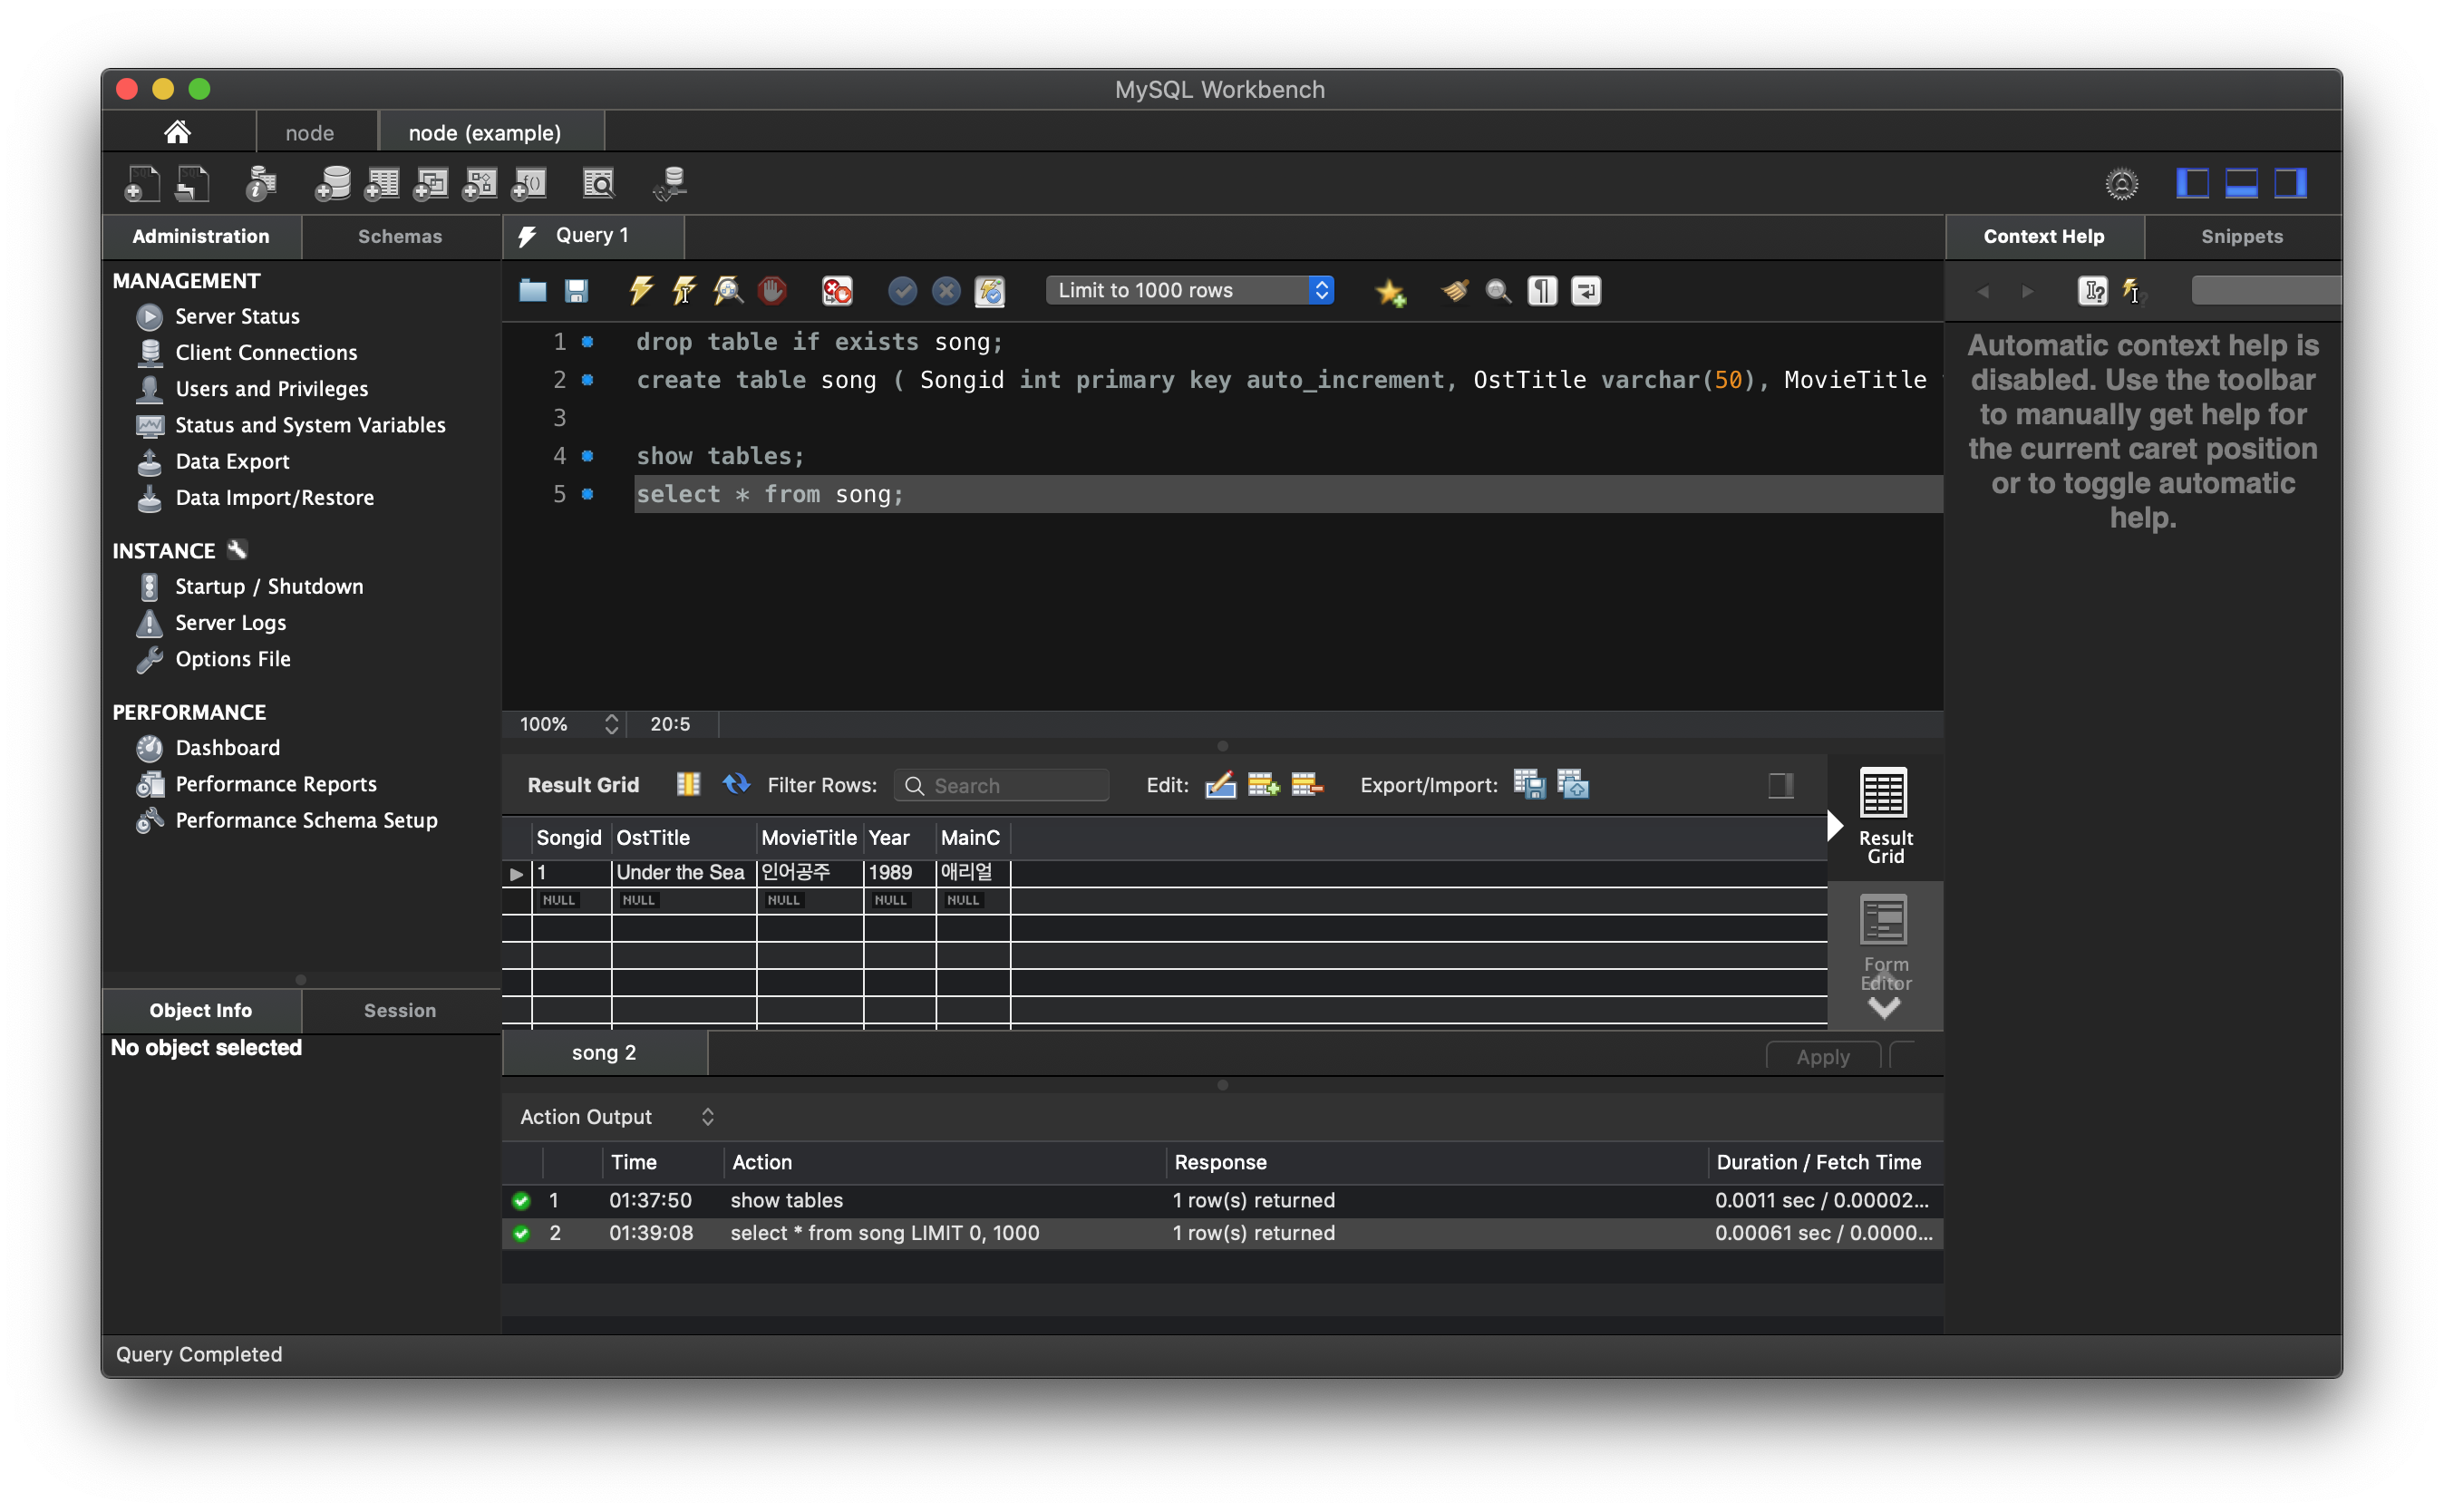 MySQL Workbench
node
node (example)
Administration
Schemas
MANAGEMENT
Server Status
Client Connections
Users and Privileges
Status and System Variables
Data Export
Data Import/Restore
INSTANCE
Startup / Shutdown
Server Logs
Options File
PERFORMANCE
Dashboard
Performance Reports
Performance Schema Setup
Object Info
Session
No object selected
Query 1
Limit to 1000 rows
1 drop table if exists song;
2 create table song ( Songid int primary key auto_increment, OstTitle varchar(50), MovieTitle
3
4 show tables;
5 select * from song;
100% 20:5
Result Grid Filter Rows: Search Edit: Export/Import:
Songid OstTitle MovieTitle Year MainC
1 Under the Sea 인어공주 1989 애리얼
NULL NULL NULL NULL NULL
Result
Grid
Form
Editor
song 2
Apply
Action Output
Time Action Response Duration / Fetch Time
1 01:37:50 show tables 1 row(s) returned 0.0011 sec / 0.00002...
2 01:39:08 select * from song LIMIT 0, 1000 1 row(s) returned 0.00061 sec / 0.0000...
Context Help
Snippets
Automatic context help is
disabled. Use the toolbar
to manually get help for
the current caret position
or to toggle automatic
help.
Query Completed